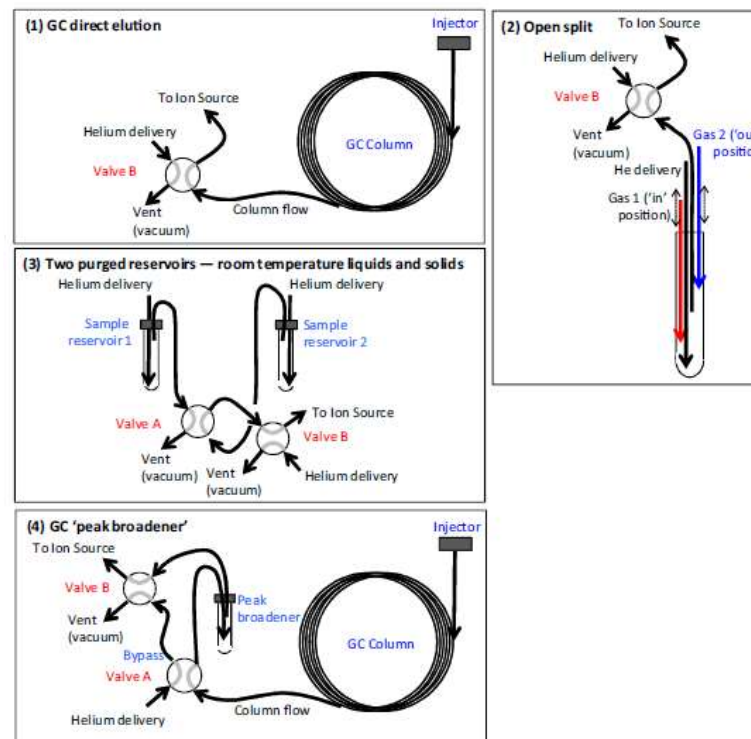 (1) GC direct elution
Injector
To Ion Source
Helium delivery
Valve B
GC Column
Vent
(vacuum)
Column flow
(2) Open split
To Ion Source
Helium delivery
Valve B
Vent
(vacuum)
Gas 2 ('ou
position
He delivery
Gas 1 ('in'
position)
(3) Two purged reservoirs — room temperature liquids and solids
Helium delivery
Helium delivery
Sample
reservoir 1
Sample
reservoir 2
Valve A
To Ion Source
Valve B
Vent
(vacuum)
Vent
(vacuum)
Helium delivery
(4) GC 'peak broadener'
Injector
To Ion Source
Valve B
Peak
broadener
Vent
(vacuum)
GC Column
Bypass
Valve A
Column flow
Helium delivery